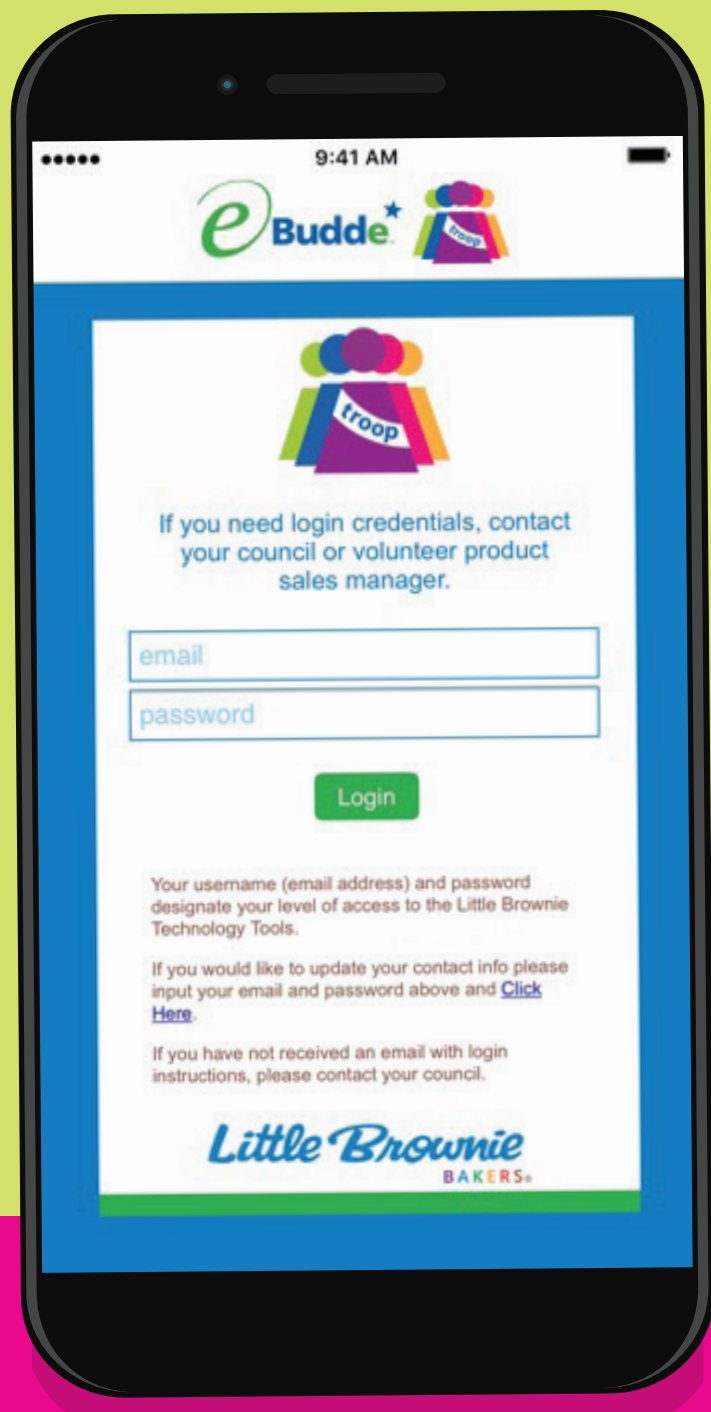 9:41 AM
eBudde™
troop
troop
If you need login credentials, contact
your council or volunteer product
sales manager.
email
password
Login
Your username (email address) and password
designate your level of access to the Little Brownie
Technology Tools.
If you would like to update your contact info please
input your email and password above and Click
Here.
If you have not received an email with login
instructions, please contact your council.
Little Brownie
BAKERS®